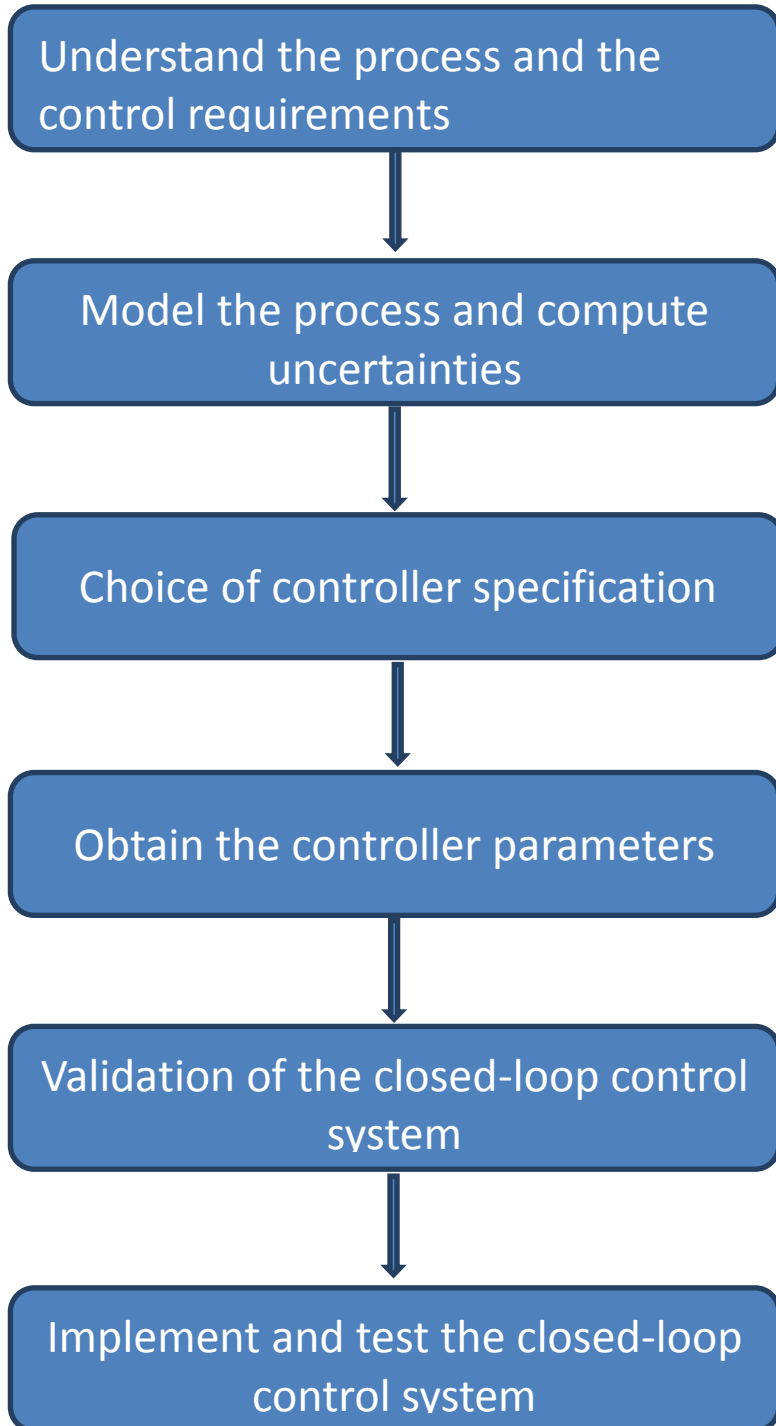 Understand the process and the
control requirements
Model the process and compute
uncertainties
Choice of controller specification
Obtain the controller parameters
Validation of the closed-loop control
system
Implement and test the closed-loop
control system